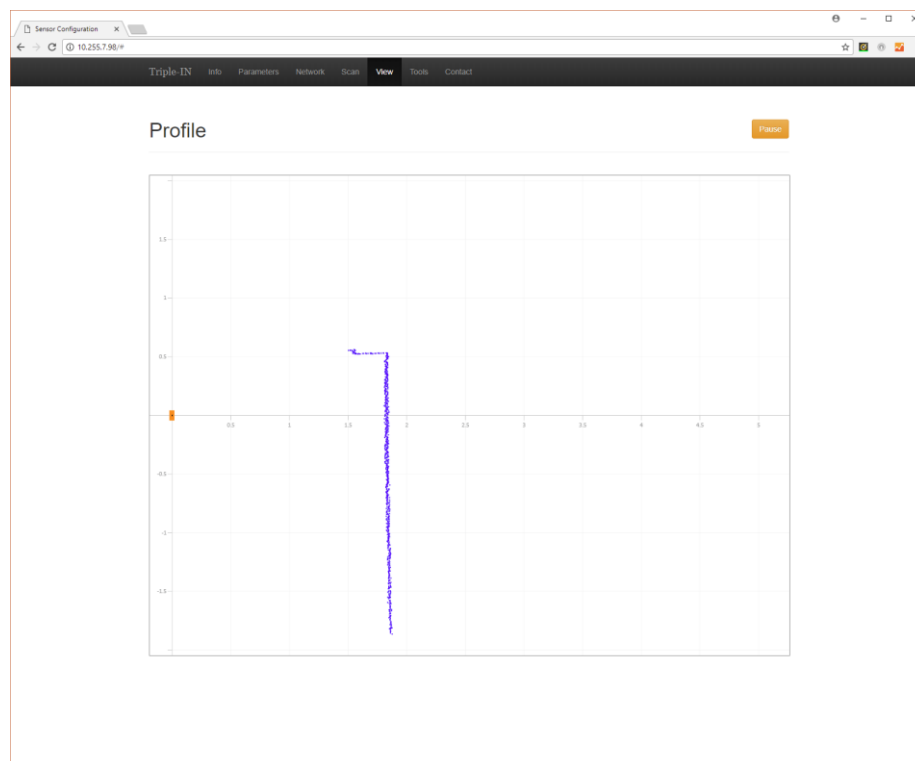 Sensor Configuration
10.255.7.98/#
Triple-IN Info Parameters Network Scan View Tools Contact
Profile
Pause
1.5
1
0.5
0.5 1 1.5 2 2.5 3 3.5 4 4.5 5
-0.5
-1
-1.5